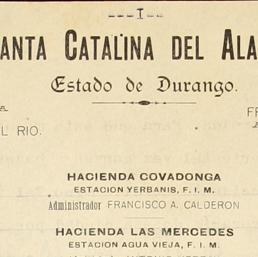 ---I---
ANTA CATALINA DEL ALA
Estado de Durango.
L RIO.
HACIENDA COVADONGA
ESTACION YERBANIS, F. I. M.
Administrador FRANCISCO A. CALDERON
HACIENDA LAS MERCEDES
ESTACION AGUA VIEJA, F. I. M.